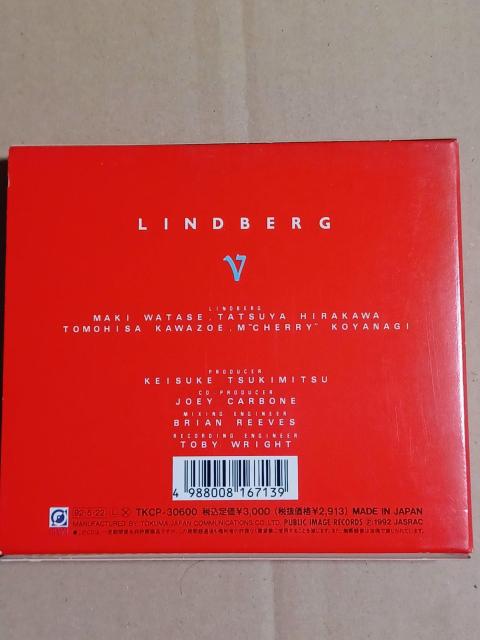 LINDBERG
V
LINDBERG
MAKI WATASE . TATSUYA HIRAKAWA
TOMOHISA KAWAZOE . M"CHERRY" KOYANAGI
PRODUCER
KEISUKE TSUKIMITSU
CO-PRODUCER
JOEY CARBONE
MIXING ENGINEER
BRIAN REEVES
RECORDING ENGINEER
TOBY WRIGHT
4 988008 167139
92・5・22 TKCP-30600 税込定価¥3,000 (税抜価格¥2,913) MADE IN JAPAN
MANUFACTURED BY TOKUMA JAPAN COMMUNICATIONS CO., LTD. PUBLIC IMAGE RECORDS Ⓟ 1992 JASRAC